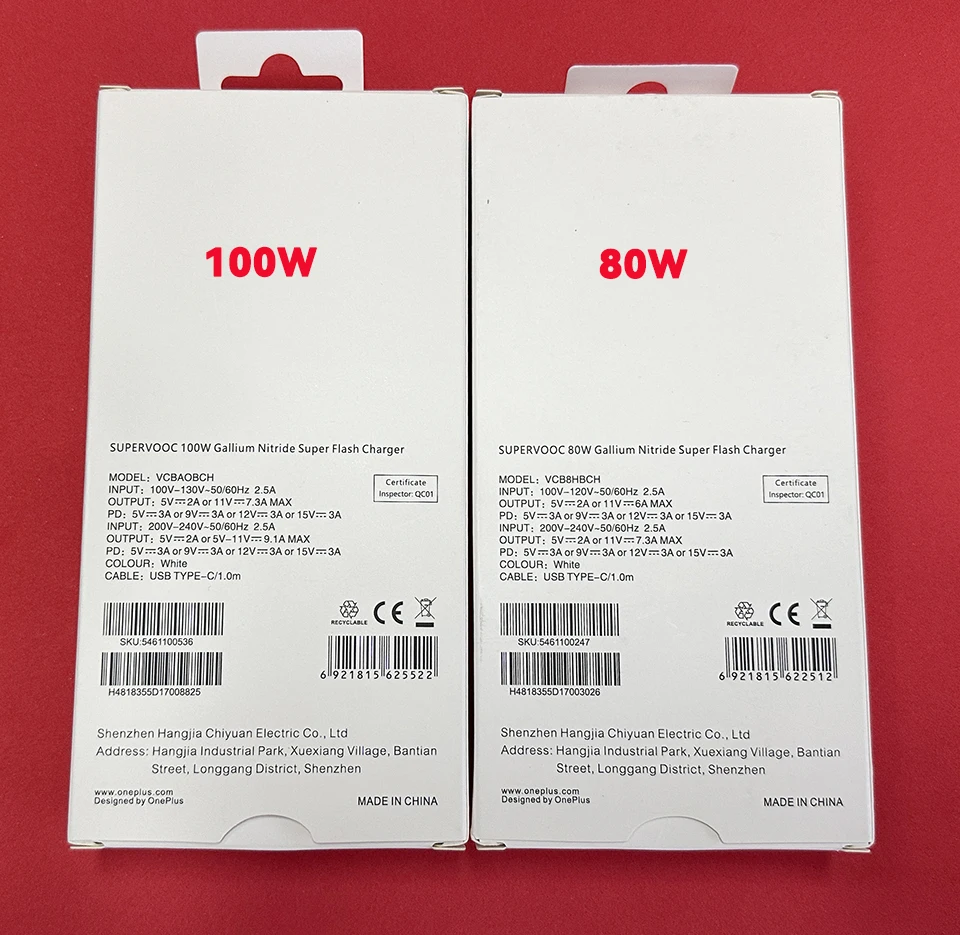 100W
SUPERVOOC 100W Gallium Nitride Super Flash Charger
MODEL: VCBAOBCH
INPUT: 100V-130V~50/60Hz 2.5A
OUTPUT: 5V⎓2A or 11V⎓7.3A MAX
PD: 5V⎓3A or 9V⎓3A or 12V⎓3A or 15V⎓3A
INPUT: 200V-240V~50/60Hz 2.5A
OUTPUT: 5V⎓2A or 5V-11V⎓9.1A MAX
PD: 5V⎓3A or 9V⎓3A or 12V⎓3A or 15V⎓3A
COLOUR: White
CABLE: USB TYPE-C/1.0m
Certificate
Inspector: QC01
RECYCLABLE
CE
SKU:5461100536
H4818355D17008825
6 921815 625522
Shenzhen Hangjia Chiyuan Electric Co., Ltd
Address: Hangjia Industrial Park, Xuexiang Village, Bantian
Street, Longgang District, Shenzhen
www.oneplus.com
Designed by OnePlus
MADE IN CHINA
80W
SUPERVOOC 80W Gallium Nitride Super Flash Charger
MODEL: VCB8HBCH
INPUT: 100V-120V~50/60Hz 2.5A
OUTPUT: 5V⎓2A or 11V⎓6A MAX
PD: 5V⎓3A or 9V⎓3A or 12V⎓3A or 15V⎓3A
INPUT: 200V-240V~50/60Hz 2.5A
OUTPUT: 5V⎓2A or 11V⎓7.3A MAX
PD: 5V⎓3A or 9V⎓3A or 12V⎓3A or 15V⎓3A
COLOUR: White
CABLE: USB TYPE-C/1.0m
Certificate
Inspector: QC01
RECYCLABLE
CE
SKU:5461100247
H4818355D17003026
6 921815 622512
Shenzhen Hangjia Chiyuan Electric Co., Ltd
Address: Hangjia Industrial Park, Xuexiang Village, Bantian
Street, Longgang District, Shenzhen
www.oneplus.com
Designed by OnePlus
MADE IN CHINA